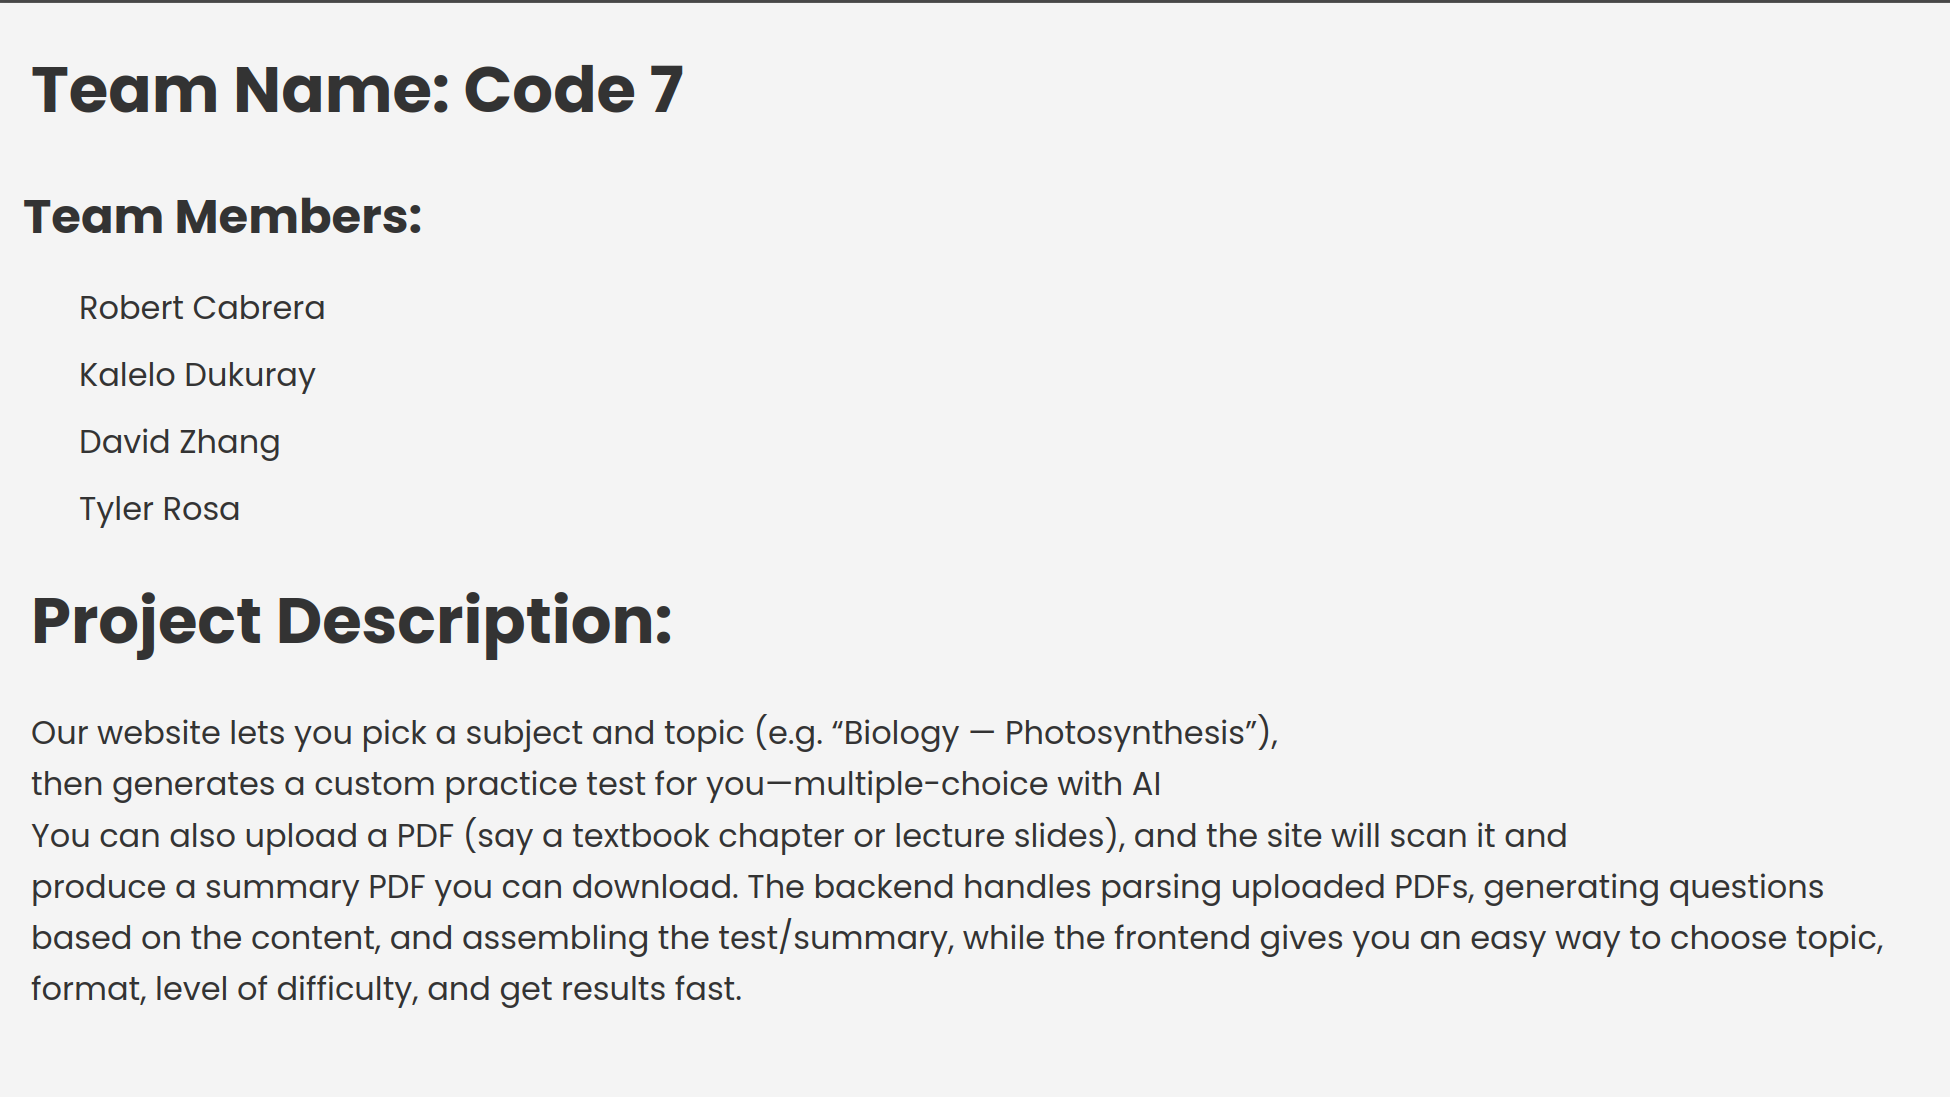 Team Name: Code 7
Team Members:
Robert Cabrera
Kalelo Dukuray
David Zhang
Tyler Rosa
Project Description:
Our website lets you pick a subject and topic (e.g. “Biology — Photosynthesis”),
then generates a custom practice test for you—multiple-choice with AI
You can also upload a PDF (say a textbook chapter or lecture slides), and the site will scan it and
produce a summary PDF you can download. The backend handles parsing uploaded PDFs, generating questions
based on the content, and assembling the test/summary, while the frontend gives you an easy way to choose topic,
format, level of difficulty, and get results fast.